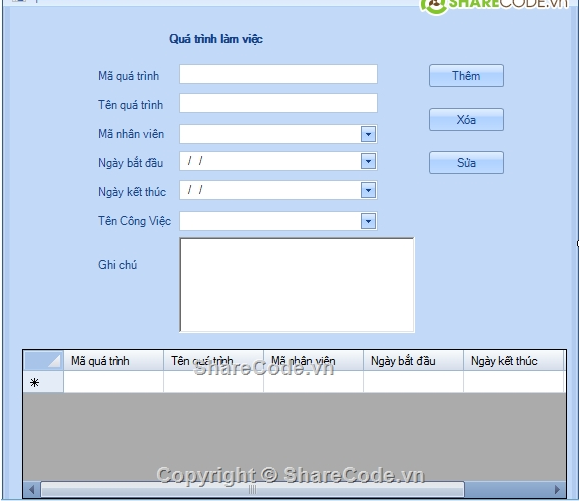 SHARECODE.vn
Quá trình làm việc
Mã quá trình
Thêm
Tên quá trình
Mã nhân viên
Xóa
Ngày bắt đầu / /
Sửa
Ngày kết thúc / /
Tên Công Việc
Ghi chú
Mã quá trình Tên quá trình Mã nhân viên Ngày bắt đầu Ngày kết thúc
ShareCode.vn
Copyright © ShareCode.vn